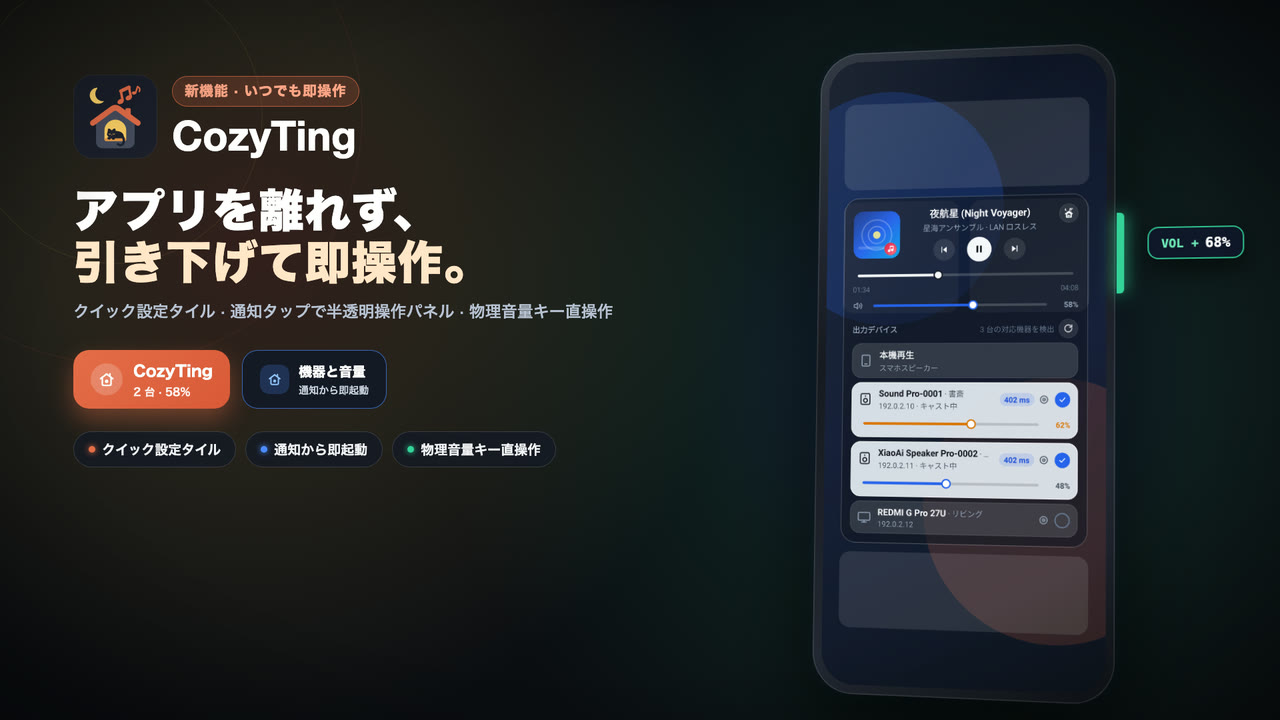 新機能 · いつでも即操作
CozyTing
アプリを離れず、
引き下げて即操作。
クイック設定タイル · 通知タップで半透明操作パネル · 物理音量キー直操作
CozyTing
2 台 · 58%
機器と音量
通知から即起動
クイック設定タイル
通知から即起動
物理音量キー直操作
夜航星 (Night Voyager)
星海アンサンブル · LAN ロスレス
01:34
04:08
58%
出力デバイス
3 台の対応機器を検出
本機再生
スマホスピーカー
Sound Pro-0001 · 書斎
192.0.2.10 · キャスト中
402 ms
62%
XiaoAi Speaker Pro-0002 · …
192.0.2.11 · キャスト中
402 ms
48%
REDMI G Pro 27U · リビング
192.0.2.12
VOL + 68%